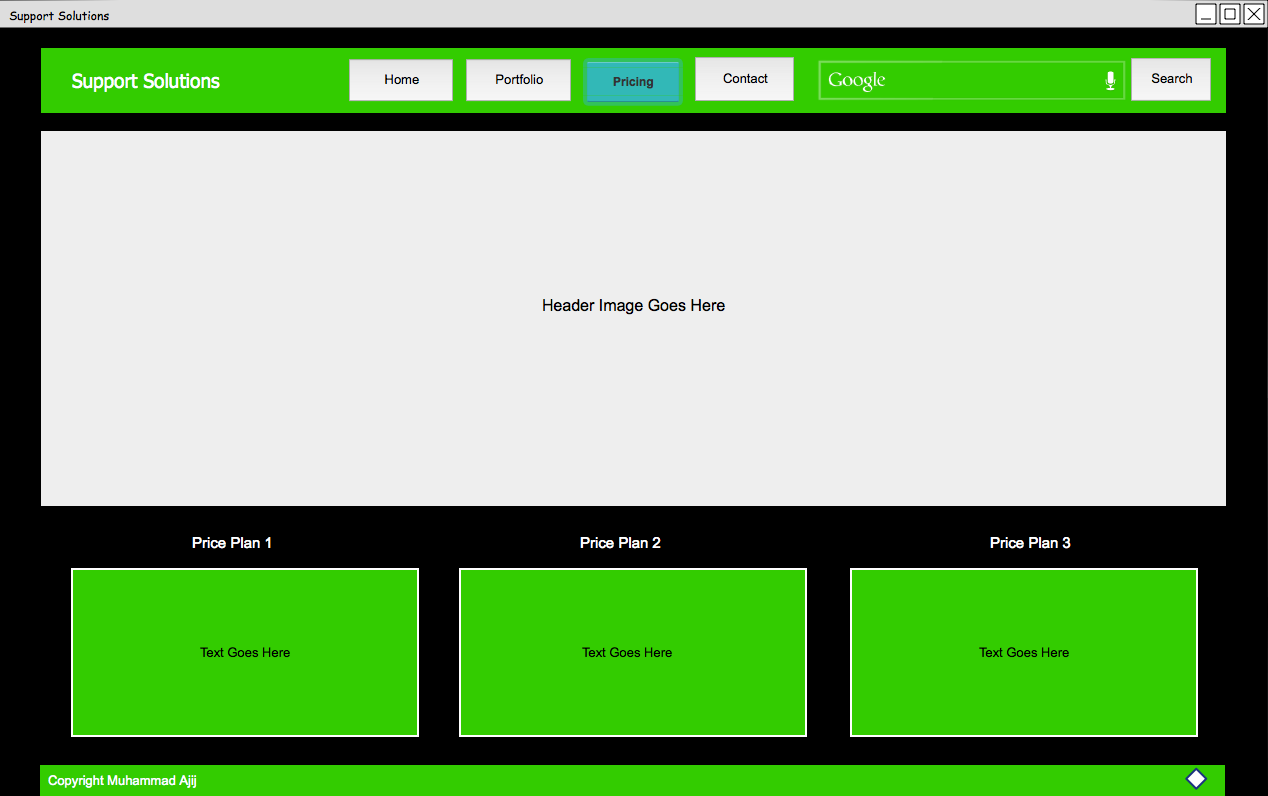 Support Solutions
Support Solutions
Home
Portfolio
Pricing
Contact
Google
Search
Header Image Goes Here
Price Plan 1
Price Plan 2
Price Plan 3
Text Goes Here
Text Goes Here
Text Goes Here
Copyright Muhammad Ajij